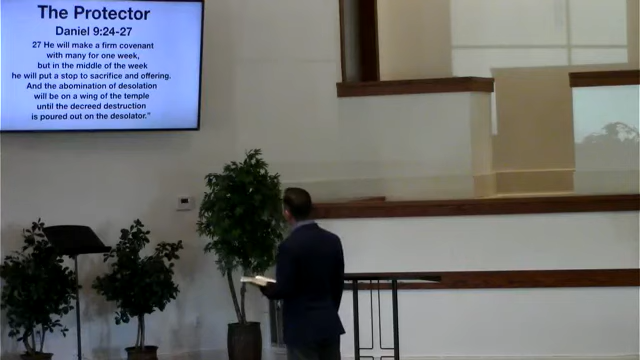 The Protector
Daniel 9:24-27
27 He will make a firm covenant
with many for one week,
but in the middle of the week
he will put a stop to sacrifice and offering.
And the abomination of desolation
will be on a wing of the temple
until the decreed destruction
is poured out on the desolator.”